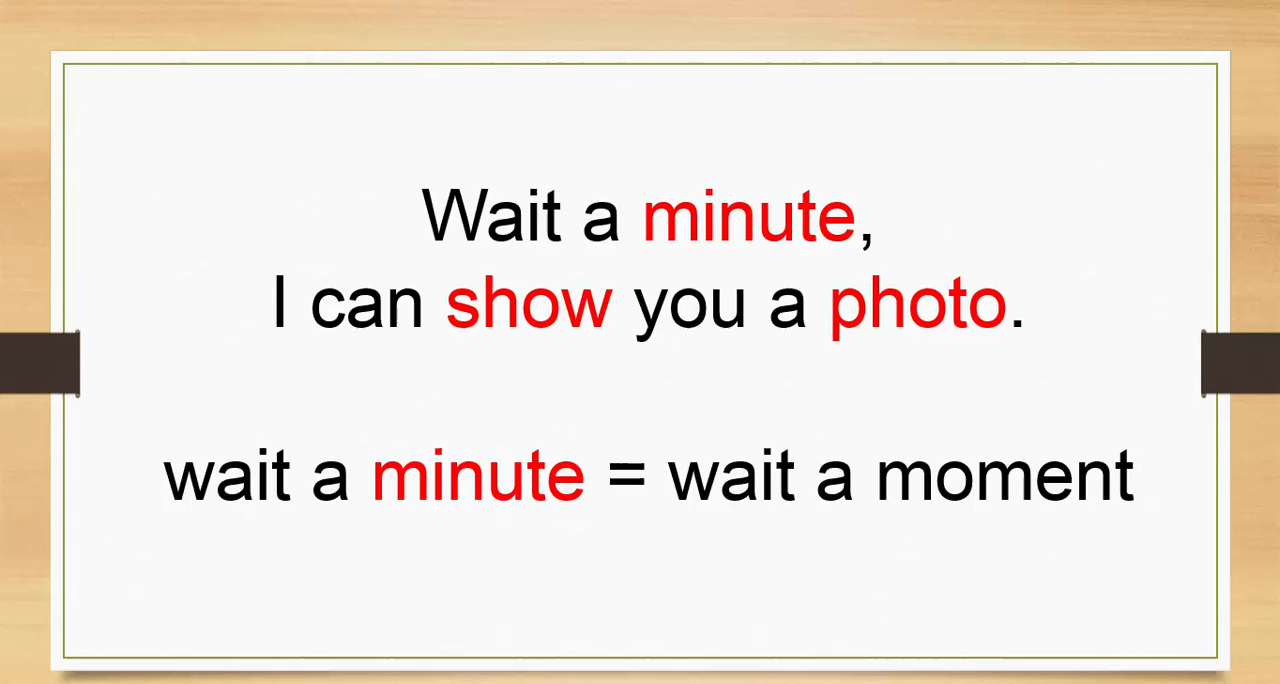 Wait a minute,
I can show you a photo.
wait a minute = wait a moment